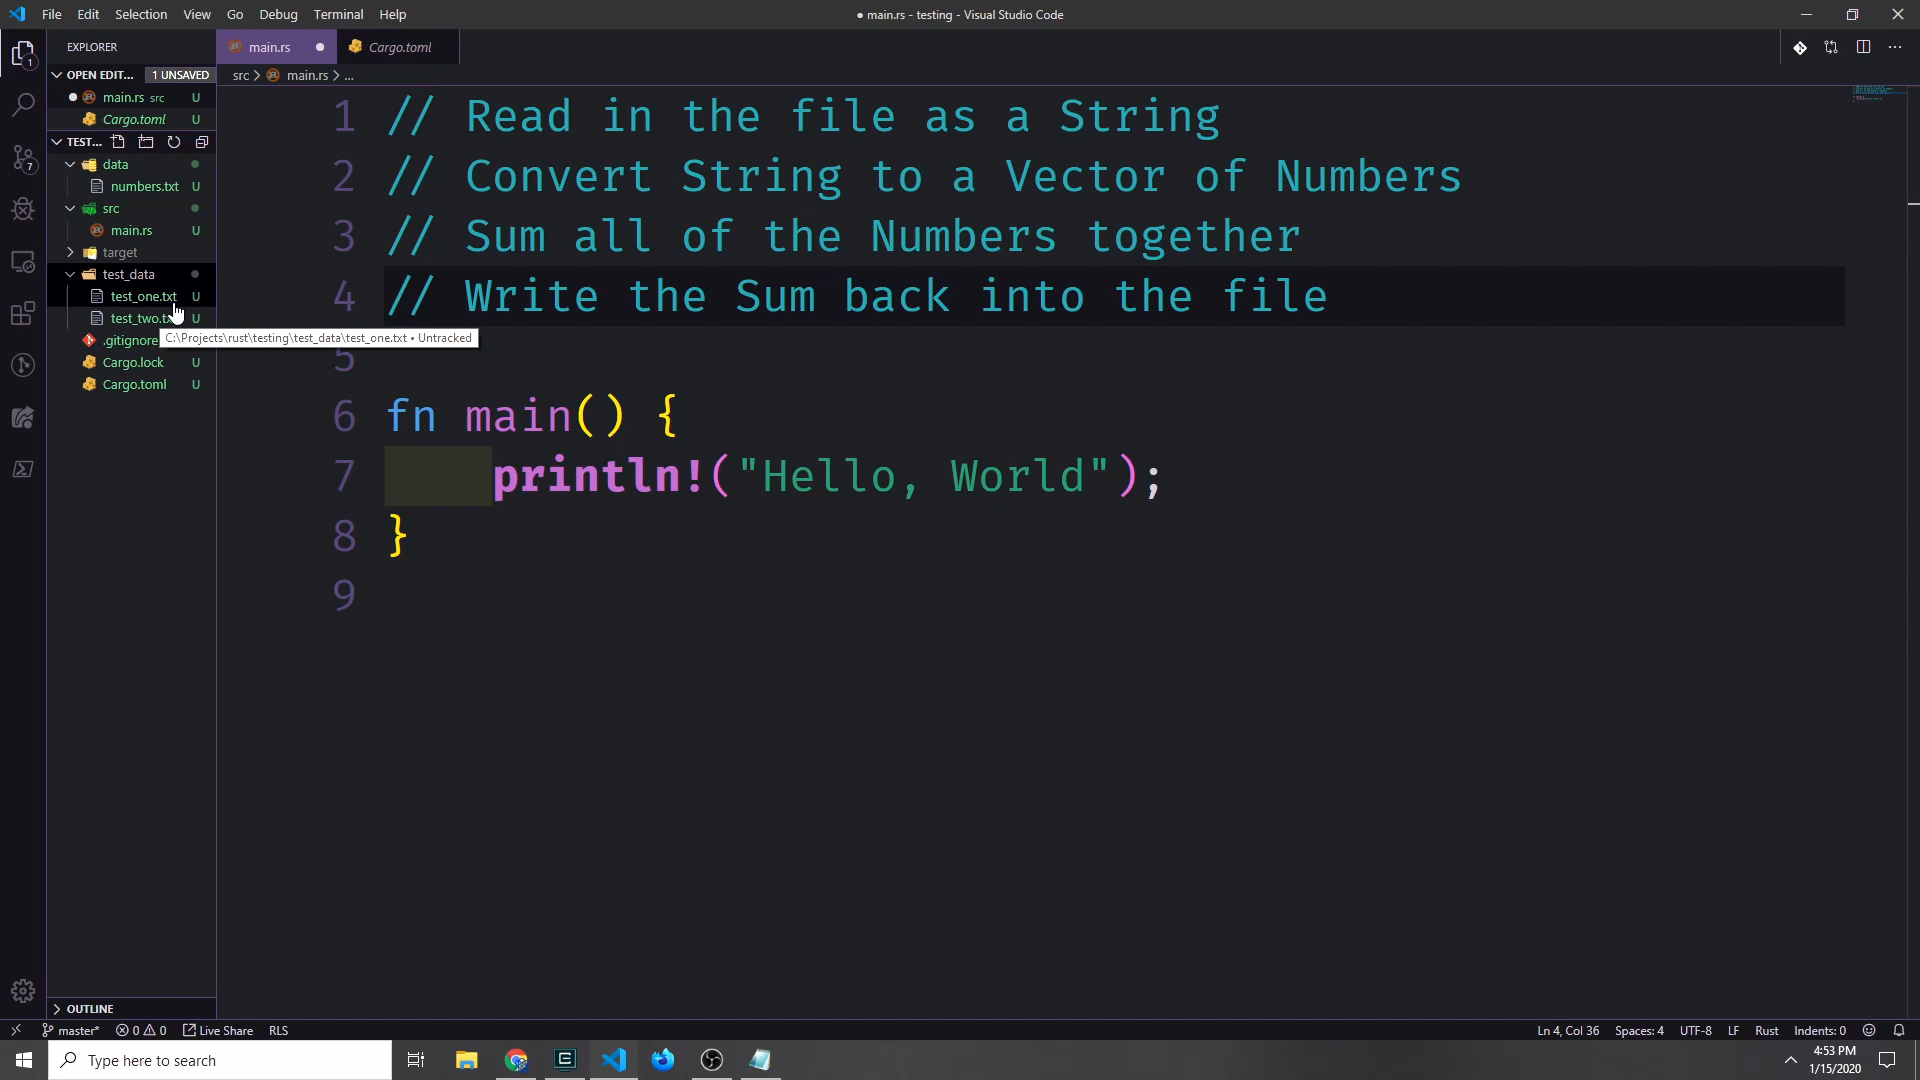 File Edit Selection View Go Debug Terminal Help
● main.rs - testing - Visual Studio Code
EXPLORER
OPEN EDIT... 1 UNSAVED
main.rs src U
Cargo.toml U
TEST...
data
numbers.txt U
src
main.rs U
target
test_data
test_one.txt U
test_two.tx U
.gitignore
Cargo.lock U
Cargo.toml U
OUTLINE
1
7
main.rs
Cargo.toml
src > main.rs > ...
1 // Read in the file as a String
2 // Convert String to a Vector of Numbers
3 // Sum all of the Numbers together
4 // Write the Sum back into the file
C:\Projects\rust\testing\test_data\test_one.txt • Untracked
5
6 fn main() {
7 println!("Hello, World");
8 }
9
master* 0 0 Live Share RLS
Ln 4, Col 36 Spaces: 4 UTF-8 LF Rust Indents: 0
Type here to search
4:53 PM
1/15/2020